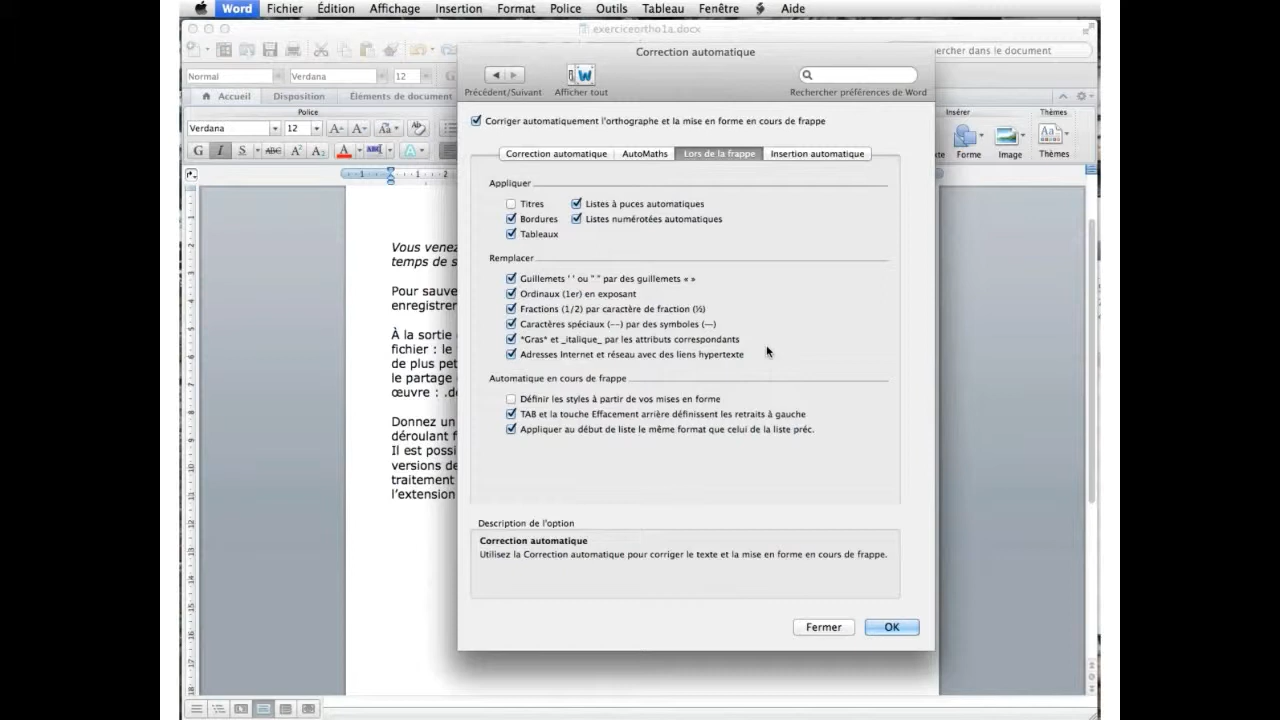 Word Fichier Édition Affichage Insertion Format Police Outils Tableau Fenêtre Aide
exerciceortho1a.docx
Correction automatique
ercher dans le document
Précédent/Suivant Afficher tout Rechercher préférences de Word
Normal Verdana 12 G
Accueil Disposition Éléments de document
Police Insérer Thèmes
Verdana 12 A A Aa
G I S ABC A² A₂ A ABC A
te Forme Image Thèmes
Corriger automatiquement l'orthographe et la mise en forme en cours de frappe
Correction automatique AutoMaths Lors de la frappe Insertion automatique
Appliquer
Titres Listes à puces automatiques
Bordures Listes numérotées automatiques
Tableaux
Remplacer
Guillemets ' ' ou " " par des guillemets « »
Ordinaux (1er) en exposant
Fractions (1/2) par caractère de fraction (½)
Caractères spéciaux (--) par des symboles (—)
*Gras* et _italique_ par les attributs correspondants
Adresses Internet et réseau avec des liens hypertexte
Automatique en cours de frappe
Définir les styles à partir de vos mises en forme
TAB et la touche Effacement arrière définissent les retraits à gauche
Appliquer au début de liste le même format que celui de la liste préc.
Description de l'option
Correction automatique
Utilisez la Correction automatique pour corriger le texte et la mise en forme en cours de frappe.
Fermer OK
Vous venez
temps de s
Pour sauve
enregistrer
À la sortie
fichier : le
de plus pet
le partage
œuvre : .d
Donnez un
déroulant f
Il est possi
versions de
traitement
l'extension